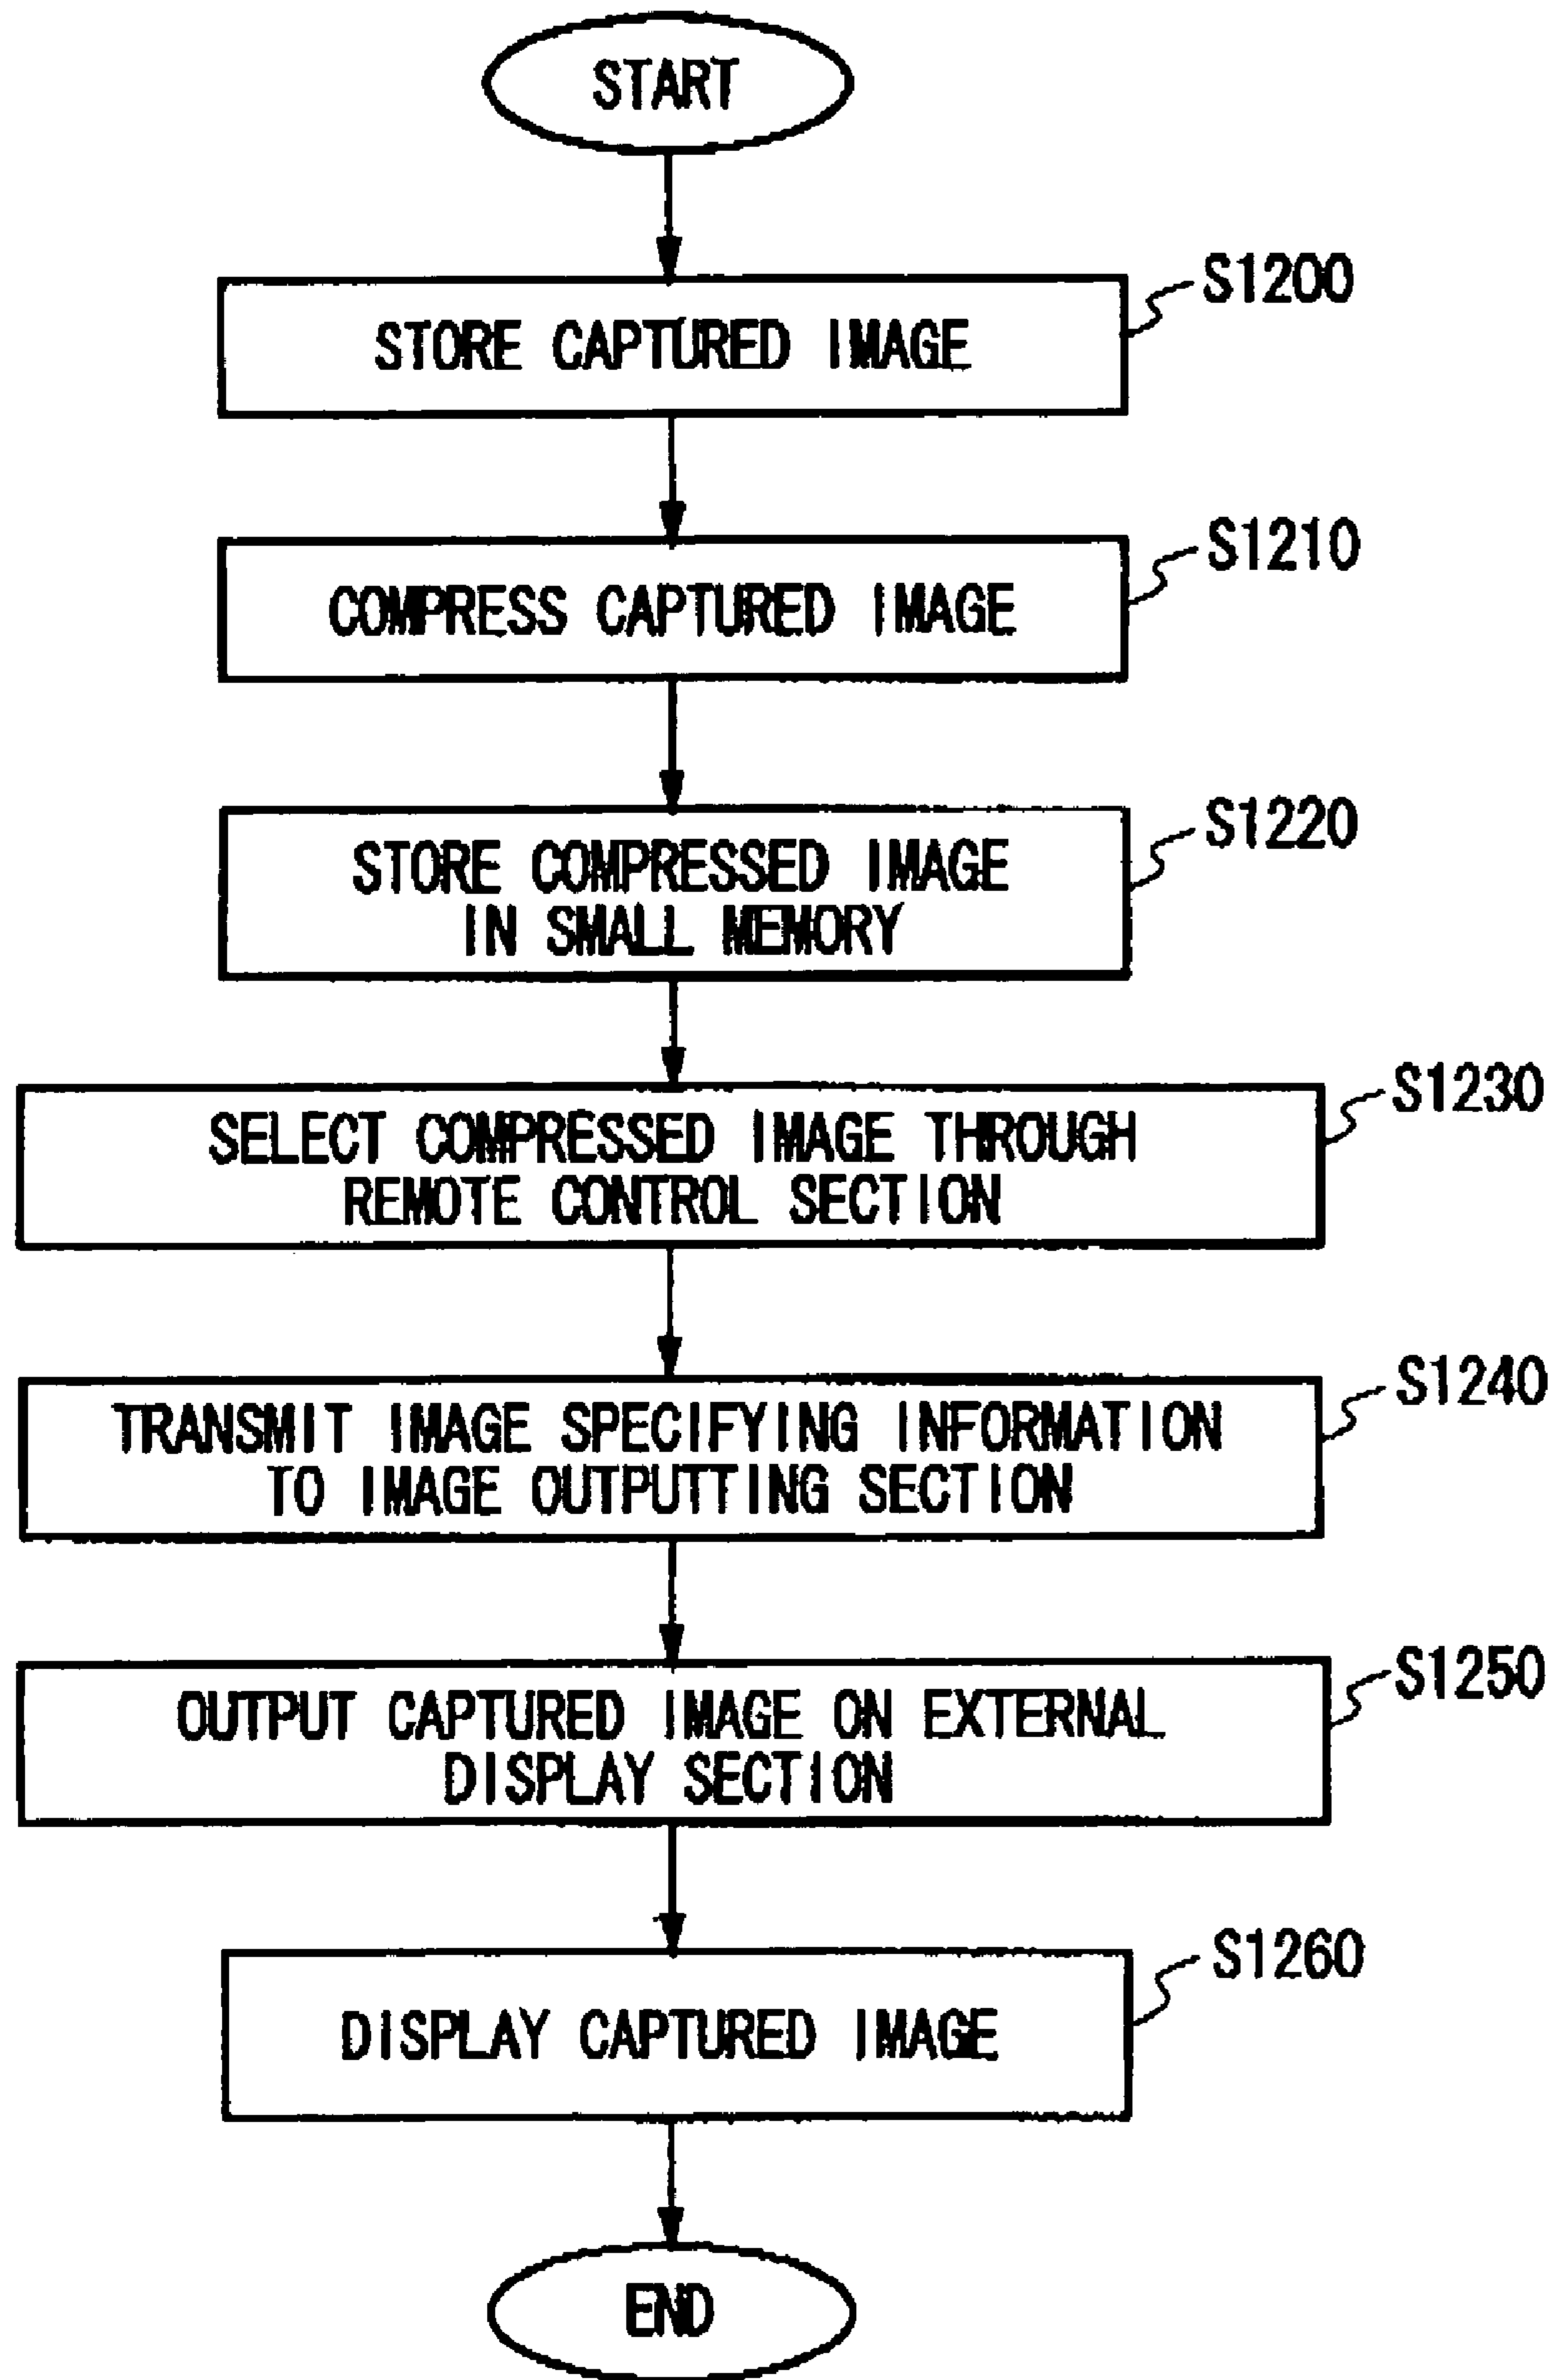 START
S1200
STORE CAPTURED IMAGE
S1210
COMPRESS CAPTURED IMAGE
S1220
STORE COMPRESSED IMAGE
IN SMALL MEMORY
S1230
SELECT COMPRESSED IMAGE THROUGH
REMOTE CONTROL SECTION
S1240
TRANSMIT IMAGE SPECIFYING INFORMATION
TO IMAGE OUTPUTTING SECTION
S1250
OUTPUT CAPTURED IMAGE ON EXTERNAL
DISPLAY SECTION
S1260
DISPLAY CAPTURED IMAGE
END